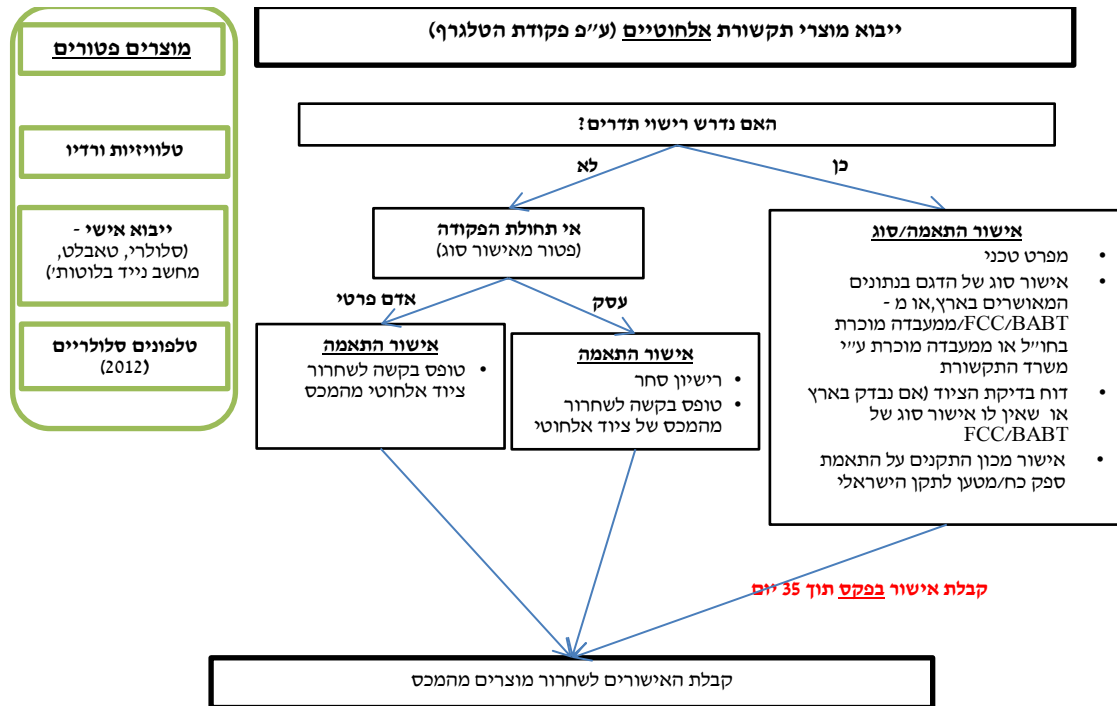 ייבוא מוצרי תקשורת אלחוטיים (ע״פ פקודת הטלגרף)
האם נדרש רישוי תדרים?
כן
לא
אישור התאמה/סוג
• מפרט טכני
• אישור סוג של הדגם בנתונים
המאושרים בארץ,או מ -
FCC/BABT/ממעבדה מוכרת
בחו״ל או ממעבדה מוכרת ע״י
משרד התקשורת
• דוח בדיקת הציוד (אם נבדק בארץ
או שאין לו אישור סוג של
FCC/BABT
• אישור מכון התקנים על התאמת
ספק כח/מטען לתקן הישראלי
אי תחולת הפקודה
(פטור מאישור סוג)
עסק
אדם פרטי
אישור התאמה
• רישיון סחר
• טופס בקשה לשחרור
מהמכס של ציוד אלחוטי
אישור התאמה
• טופס בקשה לשחרור
ציוד אלחוטי מהמכס
קבלת אישור בפקס תוך 35 יום
קבלת האישורים לשחרור מוצרים מהמכס
מוצרים פטורים
טלוויזיות ורדיו
ייבוא אישי -
(סלולרי, טאבלט,
מחשב נייד בלוטות')
טלפונים סלולריים
(2012)